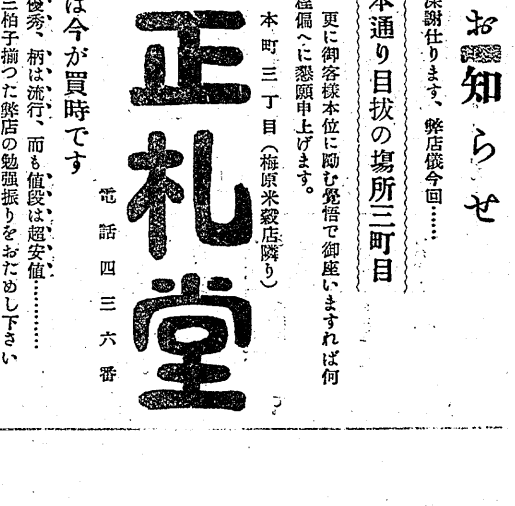 お知らせ
深謝仕ります、弊店儀今回……
本通り目抜の場所三町目
更に御客様本位に励む覚悟で御座いますれば何
偏へに懇願申上げます。
本町三丁目（梅原米穀店隣り）
正札堂
電話四三六番
は今が買時です
優秀、柄は流行、而も値段は超安値……………
三拍子揃つた弊店の勉強振りをおためし下さい